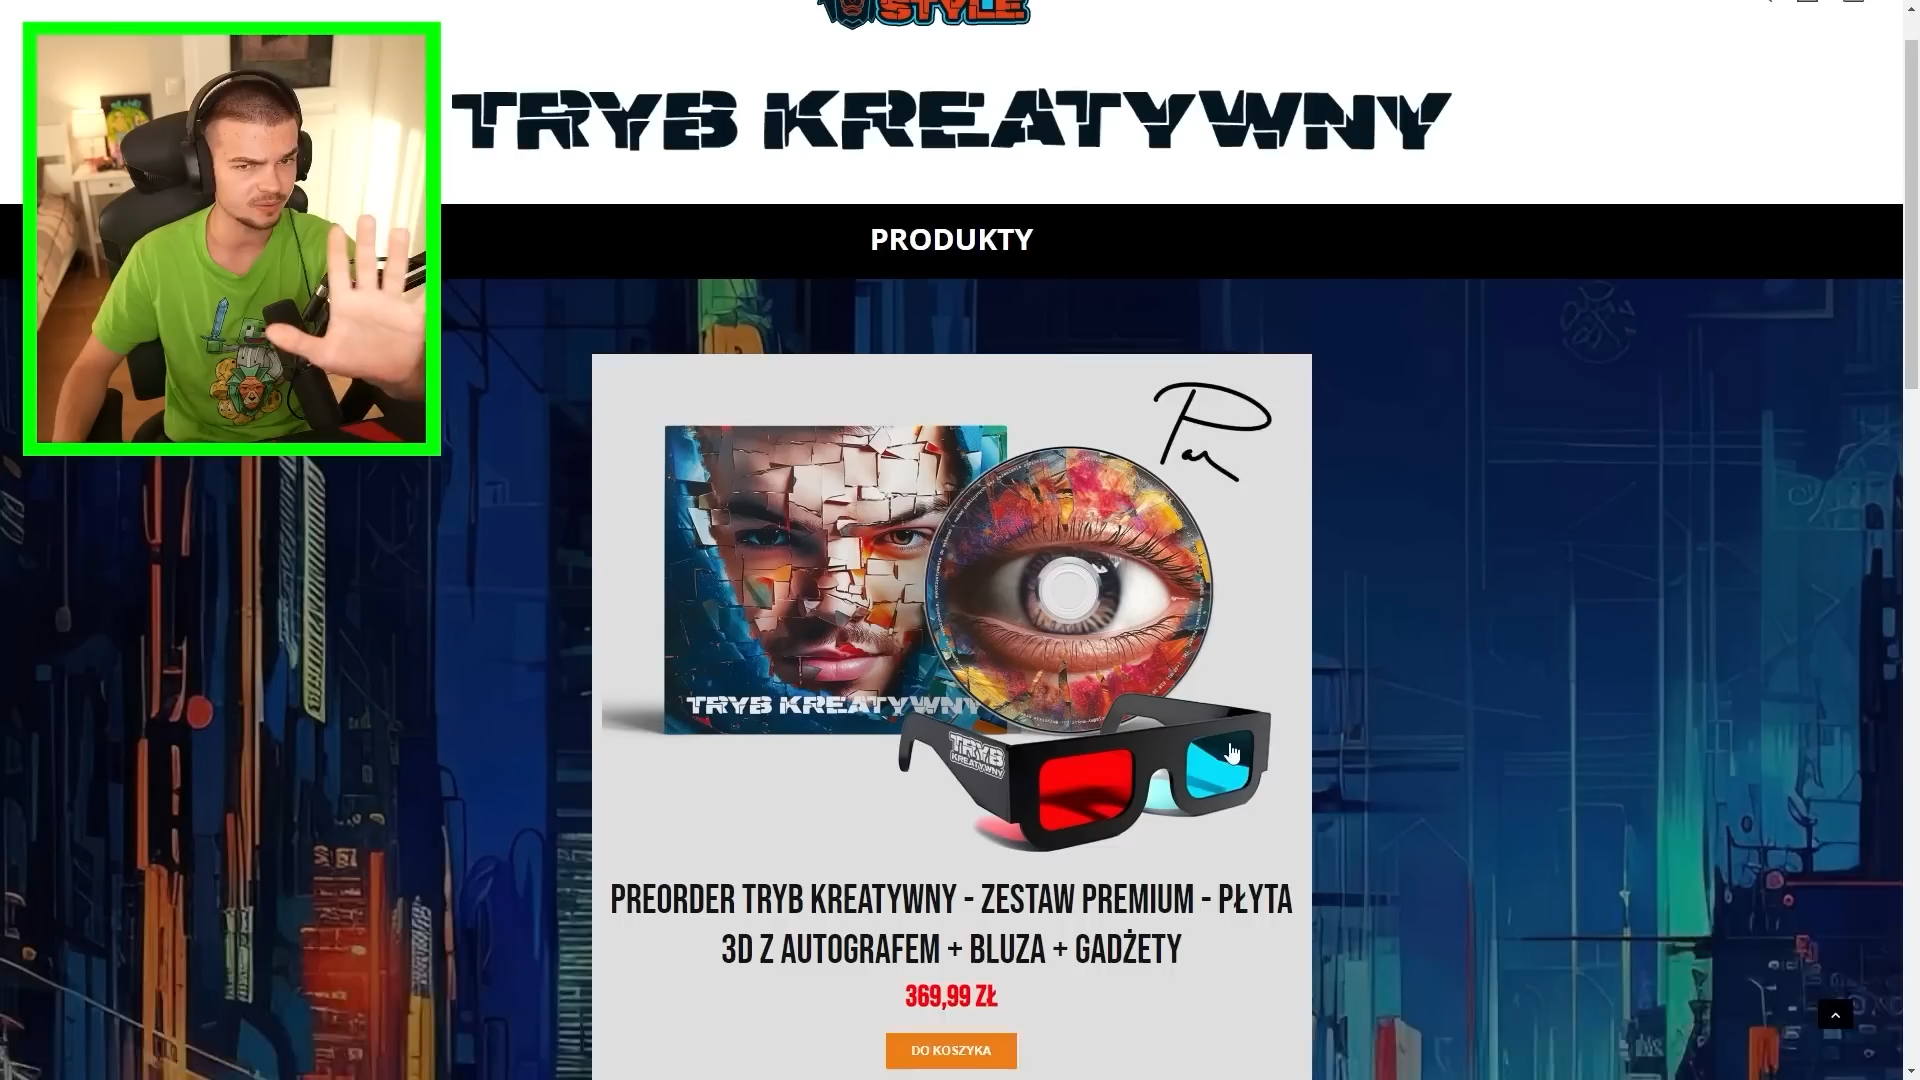 STYLE
TRYB KREATYWNY
PRODUKTY
Par
TRYB KREATYWNY
TRYB
KREATYWNY
PREORDER TRYB KREATYWNY - ZESTAW PREMIUM - PŁYTA
3D Z AUTOGRAFEM + BLUZA + GADŻETY
369,99 ZŁ
DO KOSZYKA